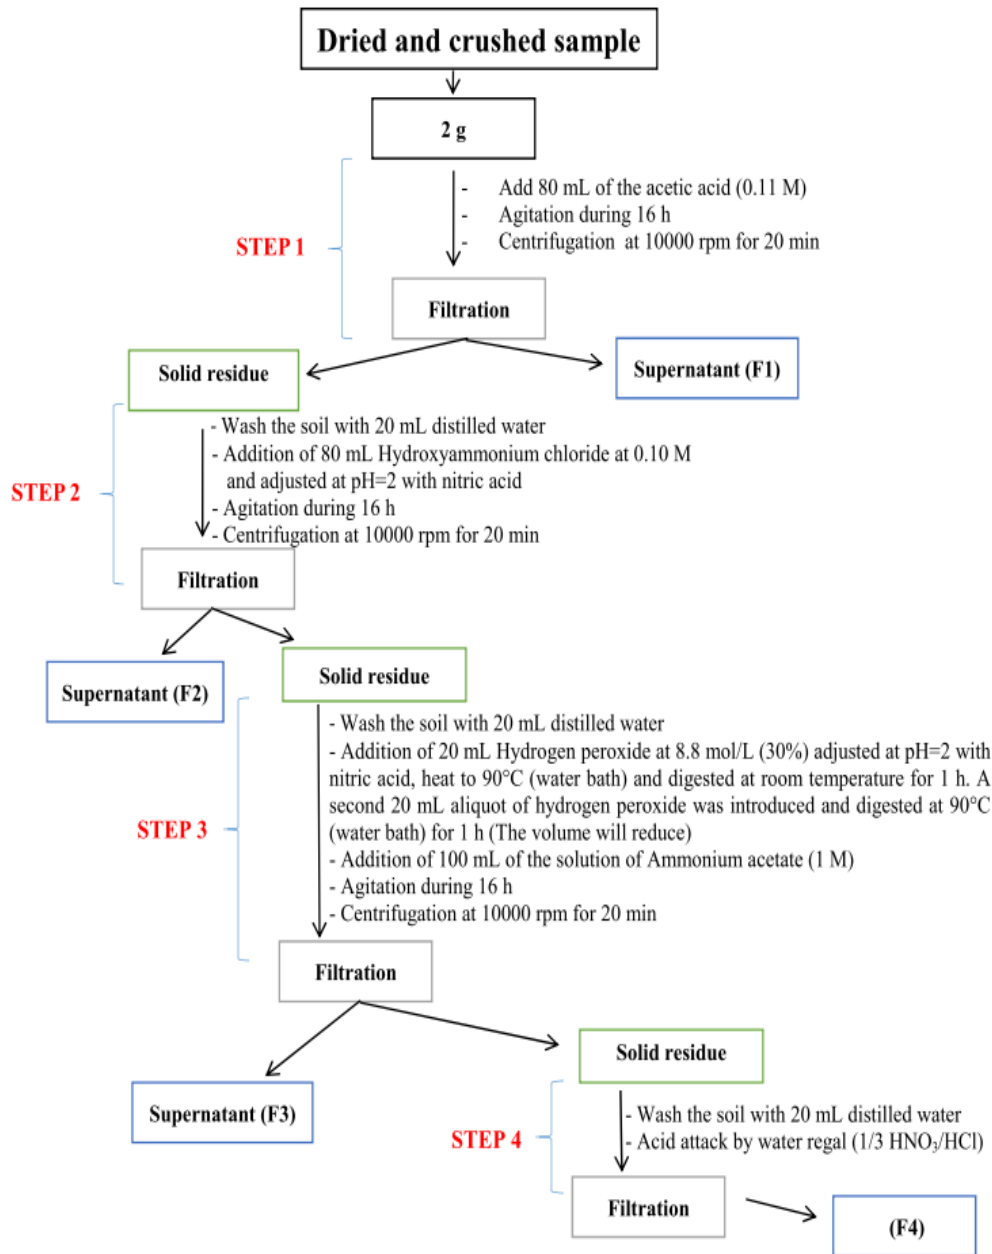 Dried and crushed sample
2 g
STEP 1
- Add 80 mL of the acetic acid (0.11 M)
- Agitation during 16 h
- Centrifugation at 10000 rpm for 20 min
Filtration
Solid residue
Supernatant (F1)
STEP 2
- Wash the soil with 20 mL distilled water
- Addition of 80 mL Hydroxyammonium chloride at 0.10 M
and adjusted at pH=2 with nitric acid
- Agitation during 16 h
- Centrifugation at 10000 rpm for 20 min
Filtration
Supernatant (F2)
Solid residue
STEP 3
- Wash the soil with 20 mL distilled water
- Addition of 20 mL Hydrogen peroxide at 8.8 mol/L (30%) adjusted at pH=2 with
nitric acid, heat to 90°C (water bath) and digested at room temperature for 1 h. A
second 20 mL aliquot of hydrogen peroxide was introduced and digested at 90°C
(water bath) for 1 h (The volume will reduce)
- Addition of 100 mL of the solution of Ammonium acetate (1 M)
- Agitation during 16 h
- Centrifugation at 10000 rpm for 20 min
Filtration
Supernatant (F3)
Solid residue
STEP 4
- Wash the soil with 20 mL distilled water
- Acid attack by water regal (1/3 HNO₃/HCl)
Filtration
(F4)